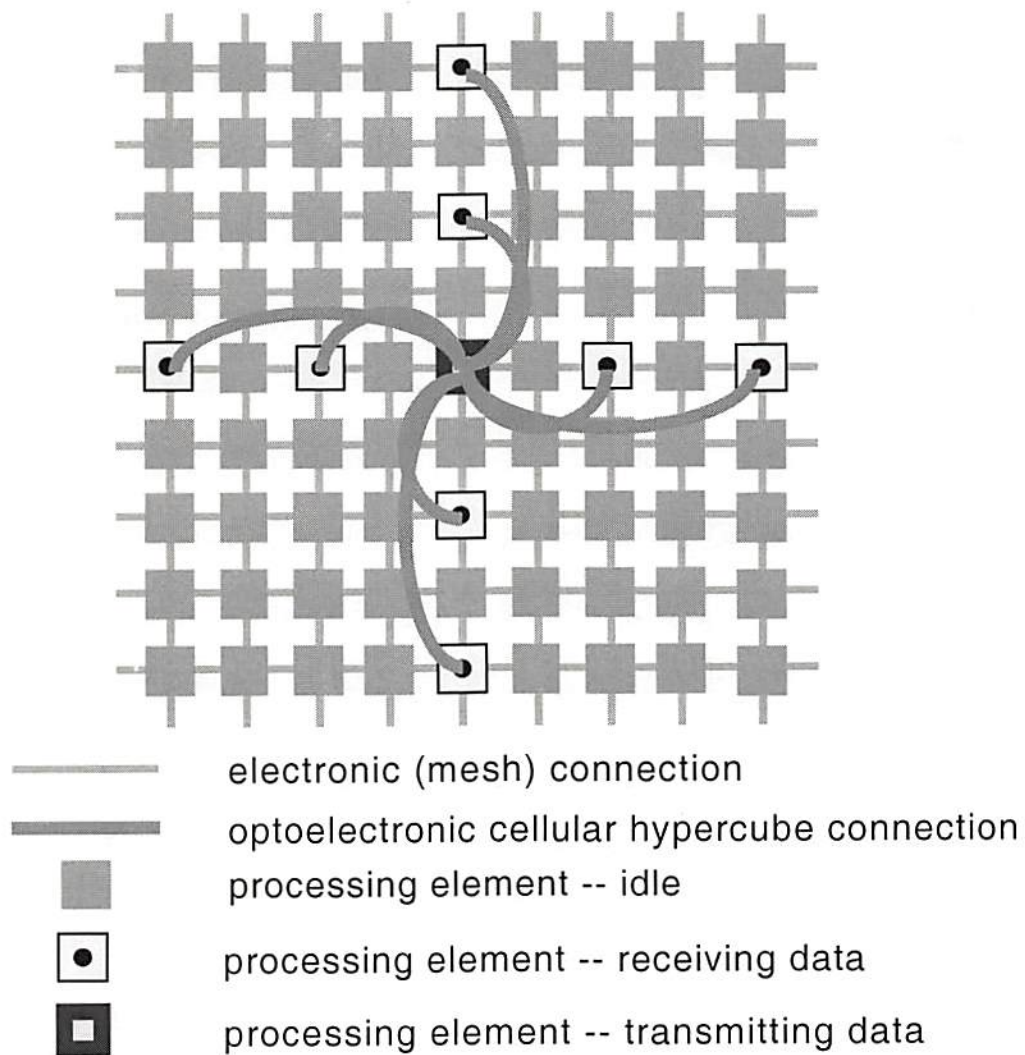 electronic (mesh) connection
optoelectronic cellular hypercube connection
processing element -- idle
processing element -- receiving data
processing element -- transmitting data